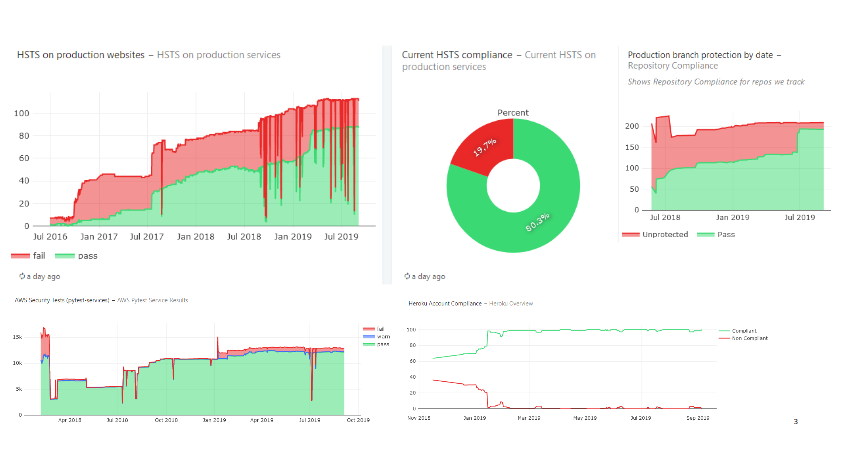 HSTS on production websites – HSTS on production services
100
80
60
40
20
0
Jul 2016 Jan 2017 Jul 2017 Jan 2018 Jul 2018 Jan 2019 Jul 2019
fail pass
a day ago
Current HSTS compliance – Current HSTS on
production services
Percent
19.7%
80.3%
a day ago
Production branch protection by date –
Repository Compliance
Shows Repository Compliance for repos we track
200
150
100
50
0
Jul 2018 Jan 2019 Jul 2019
Unprotected Pass
AWS Security Tests (pytest-services) – AWS Pytest Service Results
15k
10k
5k
0
Apr 2018 Jul 2018 Oct 2018 Jan 2019 Apr 2019 Jul 2019 Oct 2019
fail
warn
pass
Heroku Account Compliance – Heroku Overview
100
80
60
40
20
0
Nov 2018 Jan 2019 Mar 2019 May 2019 Jul 2019 Sep 2019
Compliant
Non Compliant
3